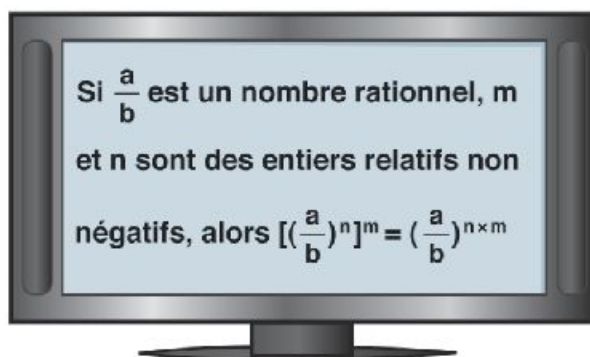 Si a/b est un nombre rationnel, m
et n sont des entiers relatifs non
négatifs, alors [(a/b)ⁿ]ᵐ = (a/b)ⁿˣᵐ